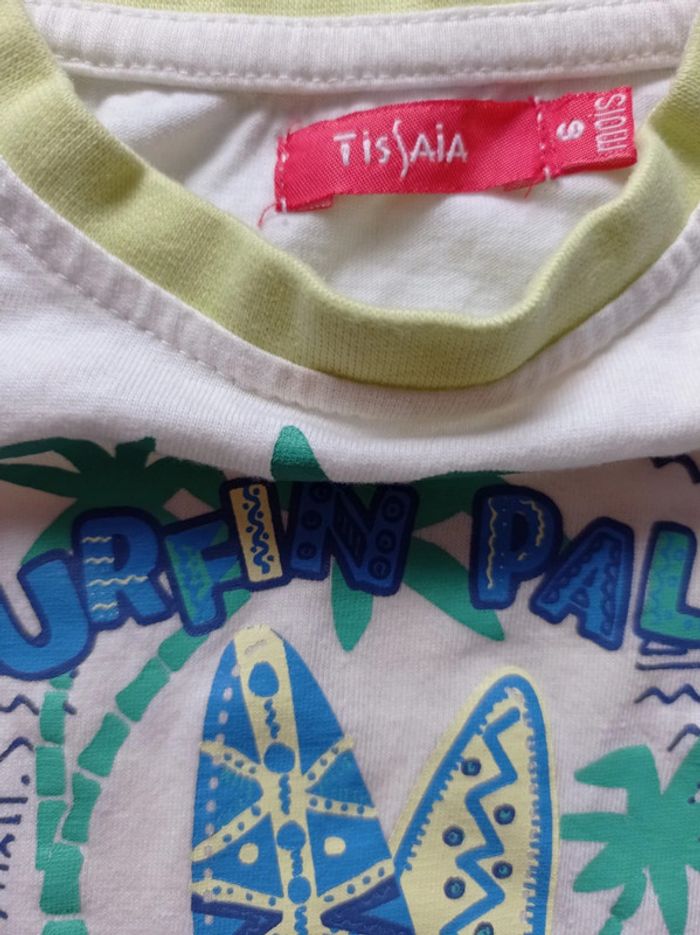 TISSAIA
6 mois
URFIN PAL